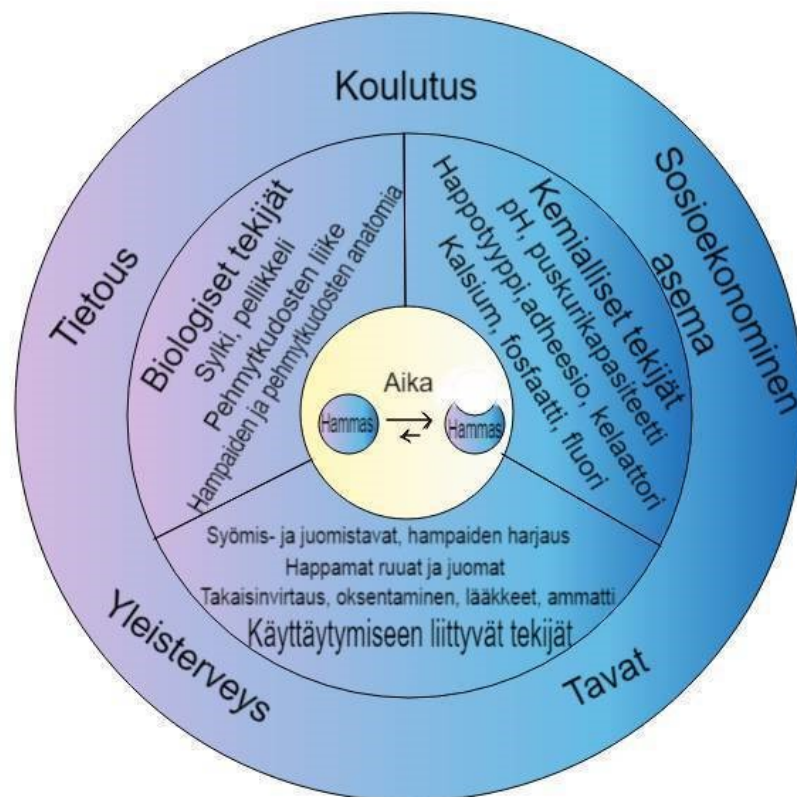 Koulutus
Sosioekonominen
asema
Tavat
Yleisterveys
Tietous
Biologiset tekijät
Sylki, pellikkeli
Pehmytkudosten liike
Hampaiden ja pehmytkudosten anatomia
Kemialliset tekijät
pH, puskurikapasiteetti
Happotyyppi, adheesio, kelaattori
Kalsium, fosfaatti, fluori
Aika
Hammas
Hammas
Syömis- ja juomistavat, hampaiden harjaus
Happamat ruuat ja juomat
Takaisinvirtaus, oksentaminen, lääkkeet, ammatti
Käyttäytymiseen liittyvät tekijät